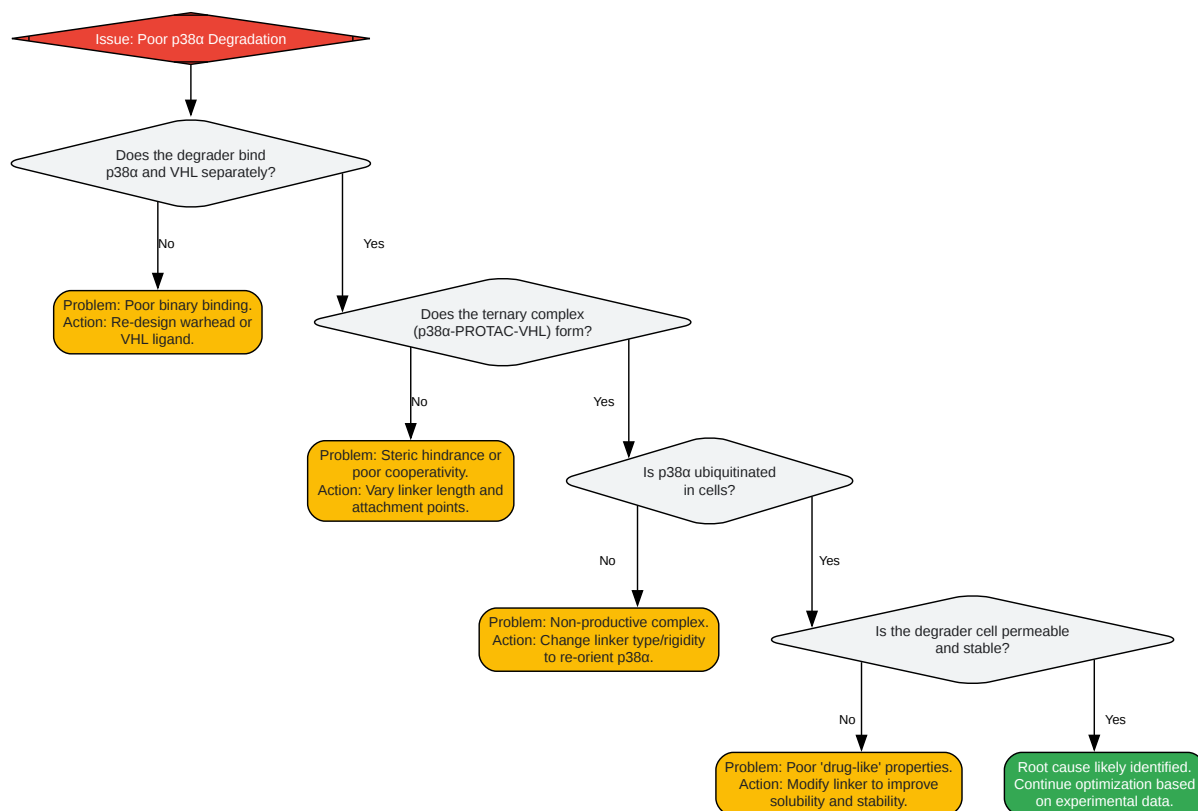 Issue: Poor p38α Degradation
Does the degrader bind
p38α and VHL separately?
No
Yes
Problem: Poor binary binding.
Action: Re-design warhead or
VHL ligand.
Does the ternary complex
(p38α-PROTAC-VHL) form?
No
Yes
Problem: Steric hindrance or
poor cooperativity.
Action: Vary linker length and
attachment points.
Is p38α ubiquitinated
in cells?
No
Yes
Problem: Non-productive complex.
Action: Change linker type/rigidity
to re-orient p38α.
Is the degrader cell permeable
and stable?
No
Yes
Problem: Poor 'drug-like' properties.
Action: Modify linker to improve
solubility and stability.
Root cause likely identified.
Continue optimization based
on experimental data.